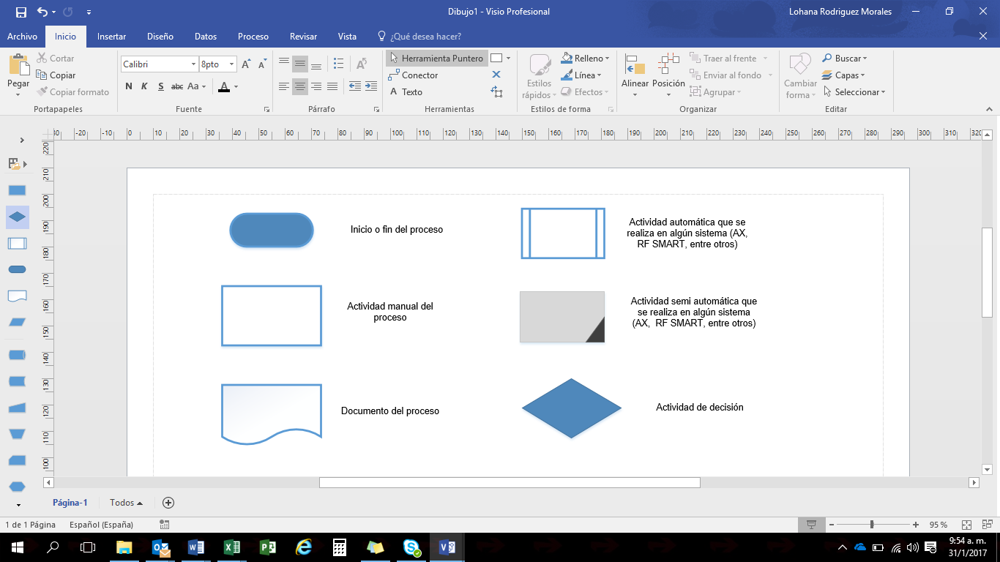 Dibujo1 - Visio Profesional
Lohana Rodriguez Morales
Archivo
Inicio
Insertar
Diseño
Datos
Proceso
Revisar
Vista
¿Qué desea hacer?
Pegar
Cortar
Copiar
Copiar formato
Portapapeles
Calibri
8pto
A A
N K S abc Aa A
Fuente
A
Párrafo
Herramienta Puntero
Conector
A Texto
Herramientas
Estilos
rápidos
Relleno
Línea
Efectos
Estilos de forma
Alinear
Posición
Traer al frente
Enviar al fondo
Agrupar
Organizar
Cambiar
forma
Buscar
Capas
Seleccionar
Editar
-20 -10 0 10 20 30 40 50 60 70 80 90 100 110 120 130 140 150 160 170 180 190 200 210 220 230 240 250 260 270 280 290 300 310 320
220
210
200
190
180
170
160
150
140
130
120
110
100
Inicio o fin del proceso
Actividad automática que se
realiza en algún sistema (AX,
RF SMART, entre otros)
Actividad manual del
proceso
Actividad semi automática que
se realiza en algún sistema
(AX,  RF SMART, entre otros)
Documento del proceso
Actividad de decisión
Página-1
Todos
1 de 1 Página
Español (España)
95 %
9:54 a. m.
31/1/2017